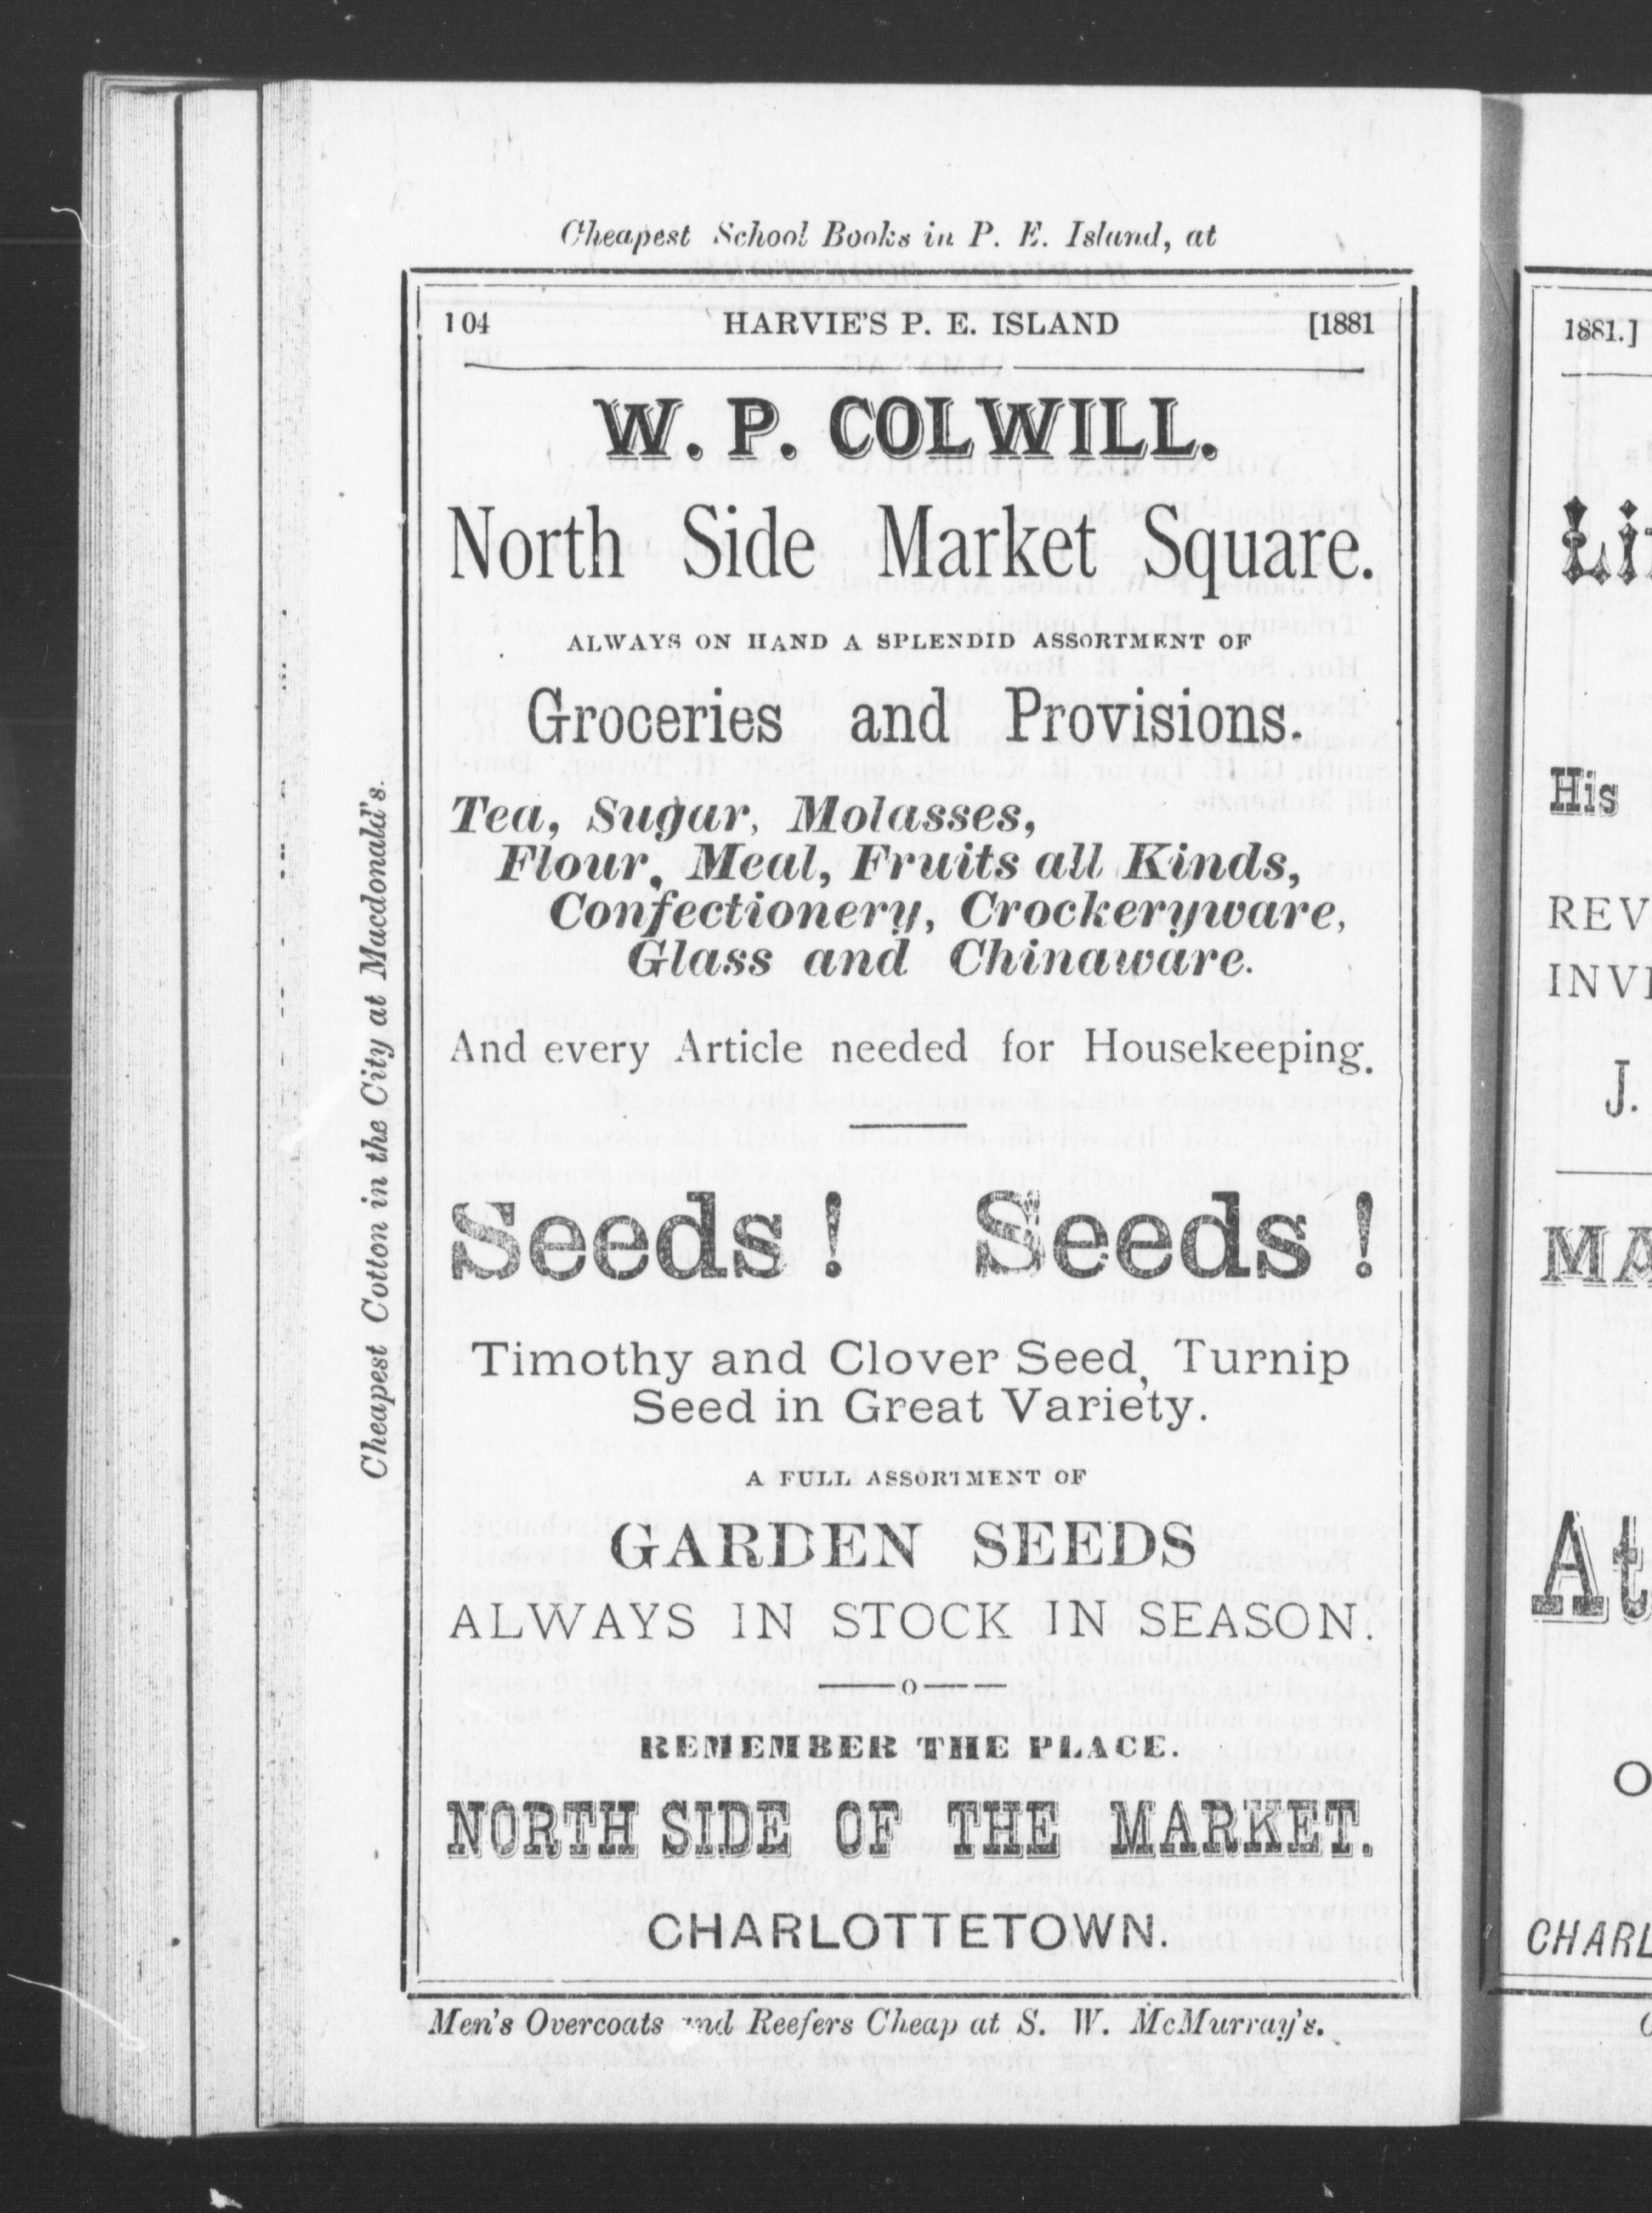 Cheapest School Books in P. E. Island, at
104 HARVIE'S P. E. ISLAND [1881
W. P. COLWILL.
North Side Market Square.
ALWAYS ON HAND A SPLENDID ASSORTMENT OF
Groceries and Provisions.
Tea, Sugar, Molasses,
Flour, Meal, Fruits all Kinds,
Confectionery, Crockeryware,
Glass and Chinaware.
And every Article needed for Housekeeping.
Seeds! Seeds!
Timothy and Clover Seed, Turnip
Seed in Great Variety.
A FULL ASSORTMENT OF
GARDEN SEEDS
ALWAYS IN STOCK IN SEASON.
REMEMBER THE PLACE.
NORTH SIDE OF THE MARKET.
CHARLOTTETOWN.
Men's Overcoats and Reefers Cheap at S. W. McMurray's.
Cheapest Cotton in the City at Macdonald's.
1881.]
His
REV
INVI
J.
MA
At
CHARL